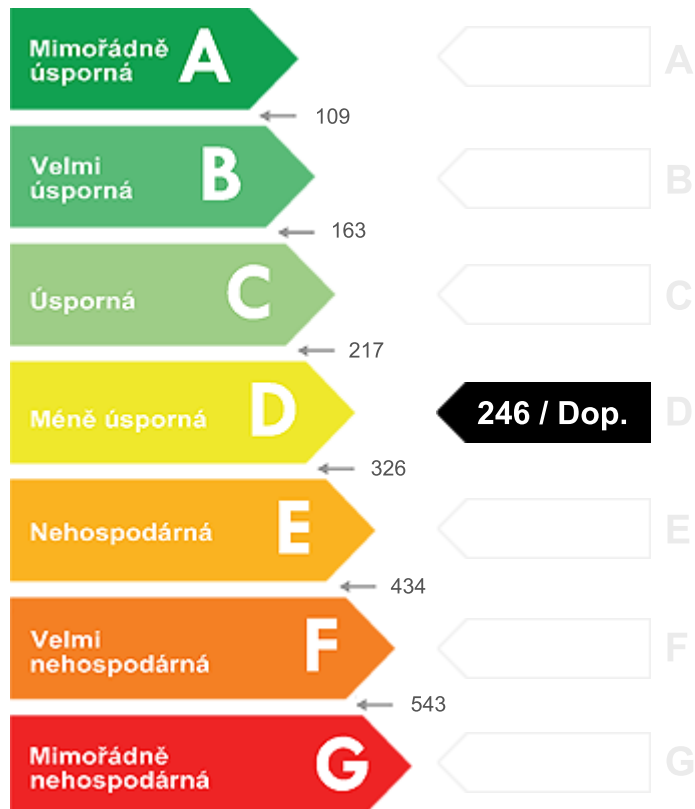 Mimořádně
úsporná
A
A
109
Velmi
úsporná
B
B
163
Úsporná
C
C
217
Méně úsporná
D
246 / Dop.
D
326
Nehospodárná
E
E
434
Velmi
nehospodárná
F
F
543
Mimořádně
nehospodárná
G
G